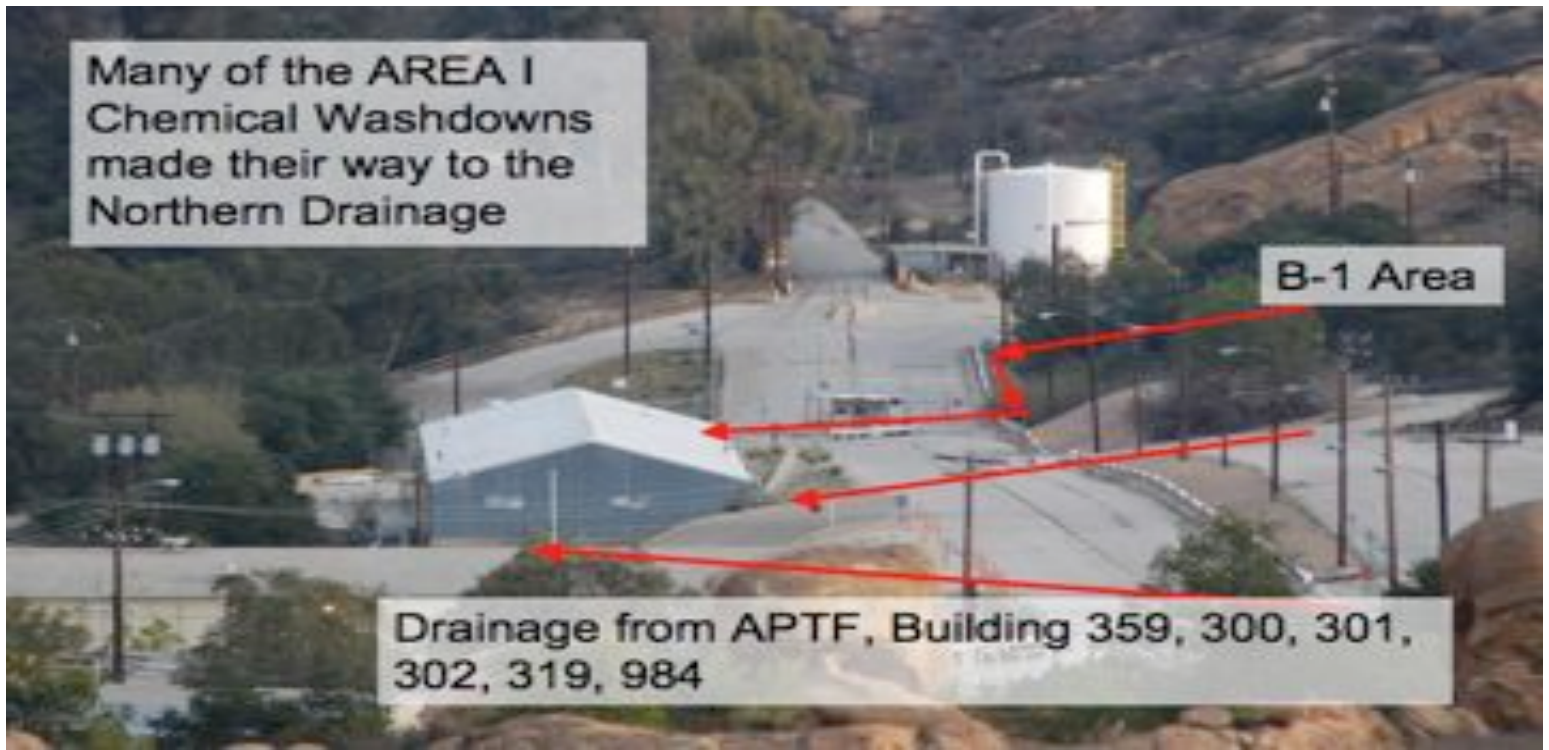 Many of the AREA I
Chemical Washdowns
made their way to the
Northern Drainage
B-1 Area
Drainage from APTF, Building 359, 300, 301,
302, 319, 984